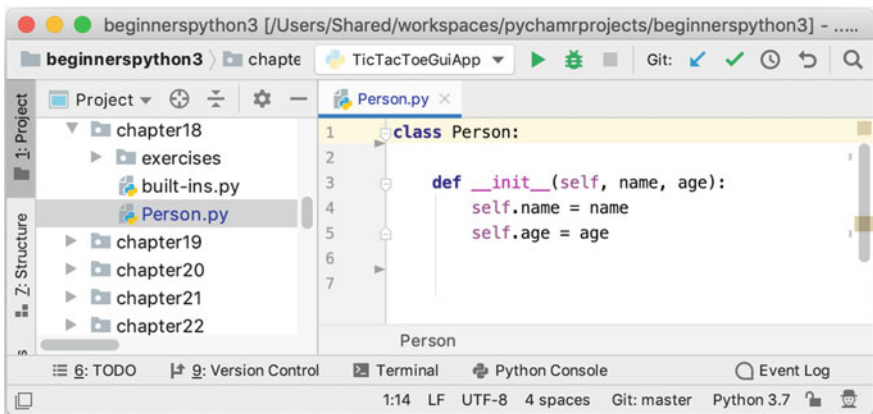 beginnerspython3 [/Users/Shared/workspaces/pychamrprojects/beginnerspython3] - .....
beginnerspython3 chapte TicTacToeGuiApp Git:
1: Project
Project
Person.py
chapter18
exercises
built-ins.py
Person.py
chapter19
chapter20
chapter21
chapter22
Z: Structure
1 class Person:
2
3 def __init__(self, name, age):
4 self.name = name
5 self.age = age
6
7
Person
6: TODO 9: Version Control Terminal Python Console Event Log
1:14 LF UTF-8 4 spaces Git: master Python 3.7